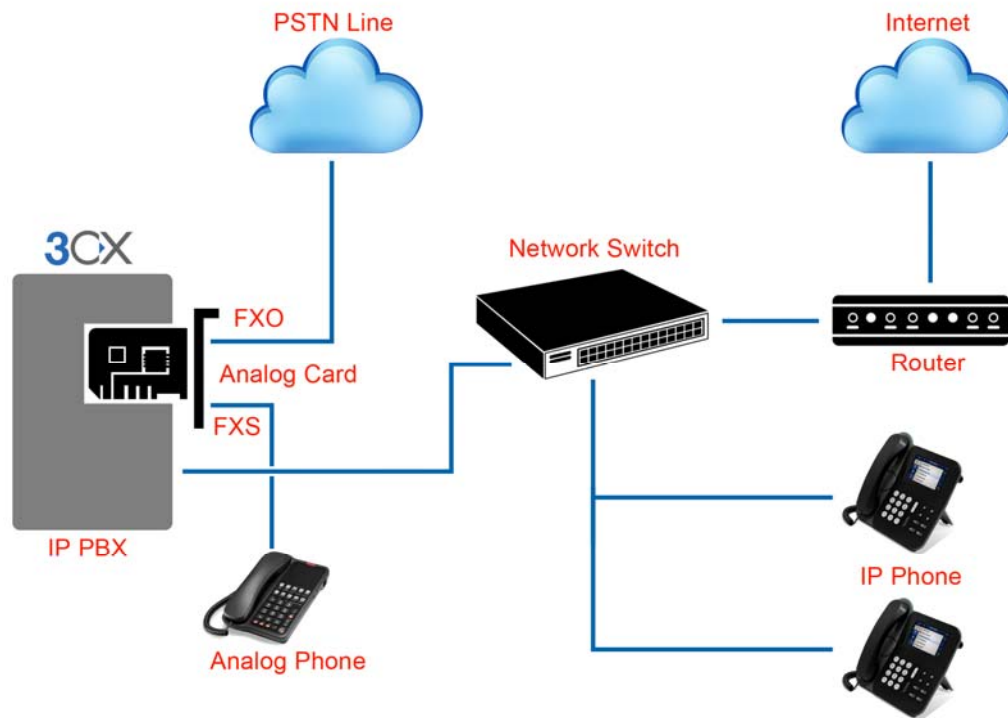 PSTN Line
Internet
3CX
Network Switch
FXO
Analog Card
FXS
Router
IP PBX
IP Phone
Analog Phone